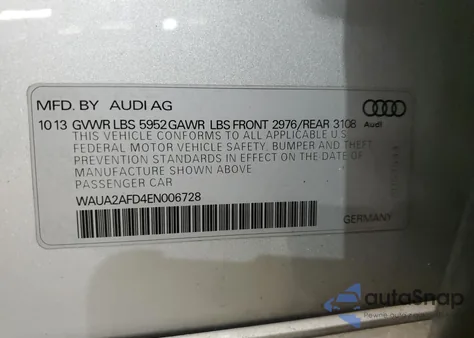 MFD. BY AUDI AG
10 13 GVWR LBS 5952 GAWR LBS FRONT 2976/REAR 3108
Audi
THIS VEHICLE CONFORMS TO ALL APPLICABLE U.S
FEDERAL MOTOR VEHICLE SAFETY, BUMPER AND THEFT
PREVENTION STANDARDS IN EFFECT ON THE DATE OF
MANUFACTURE SHOWN ABOVE
PASSENGER CAR
WAUA2AFD4EN006728
GERMANY
autoSnap